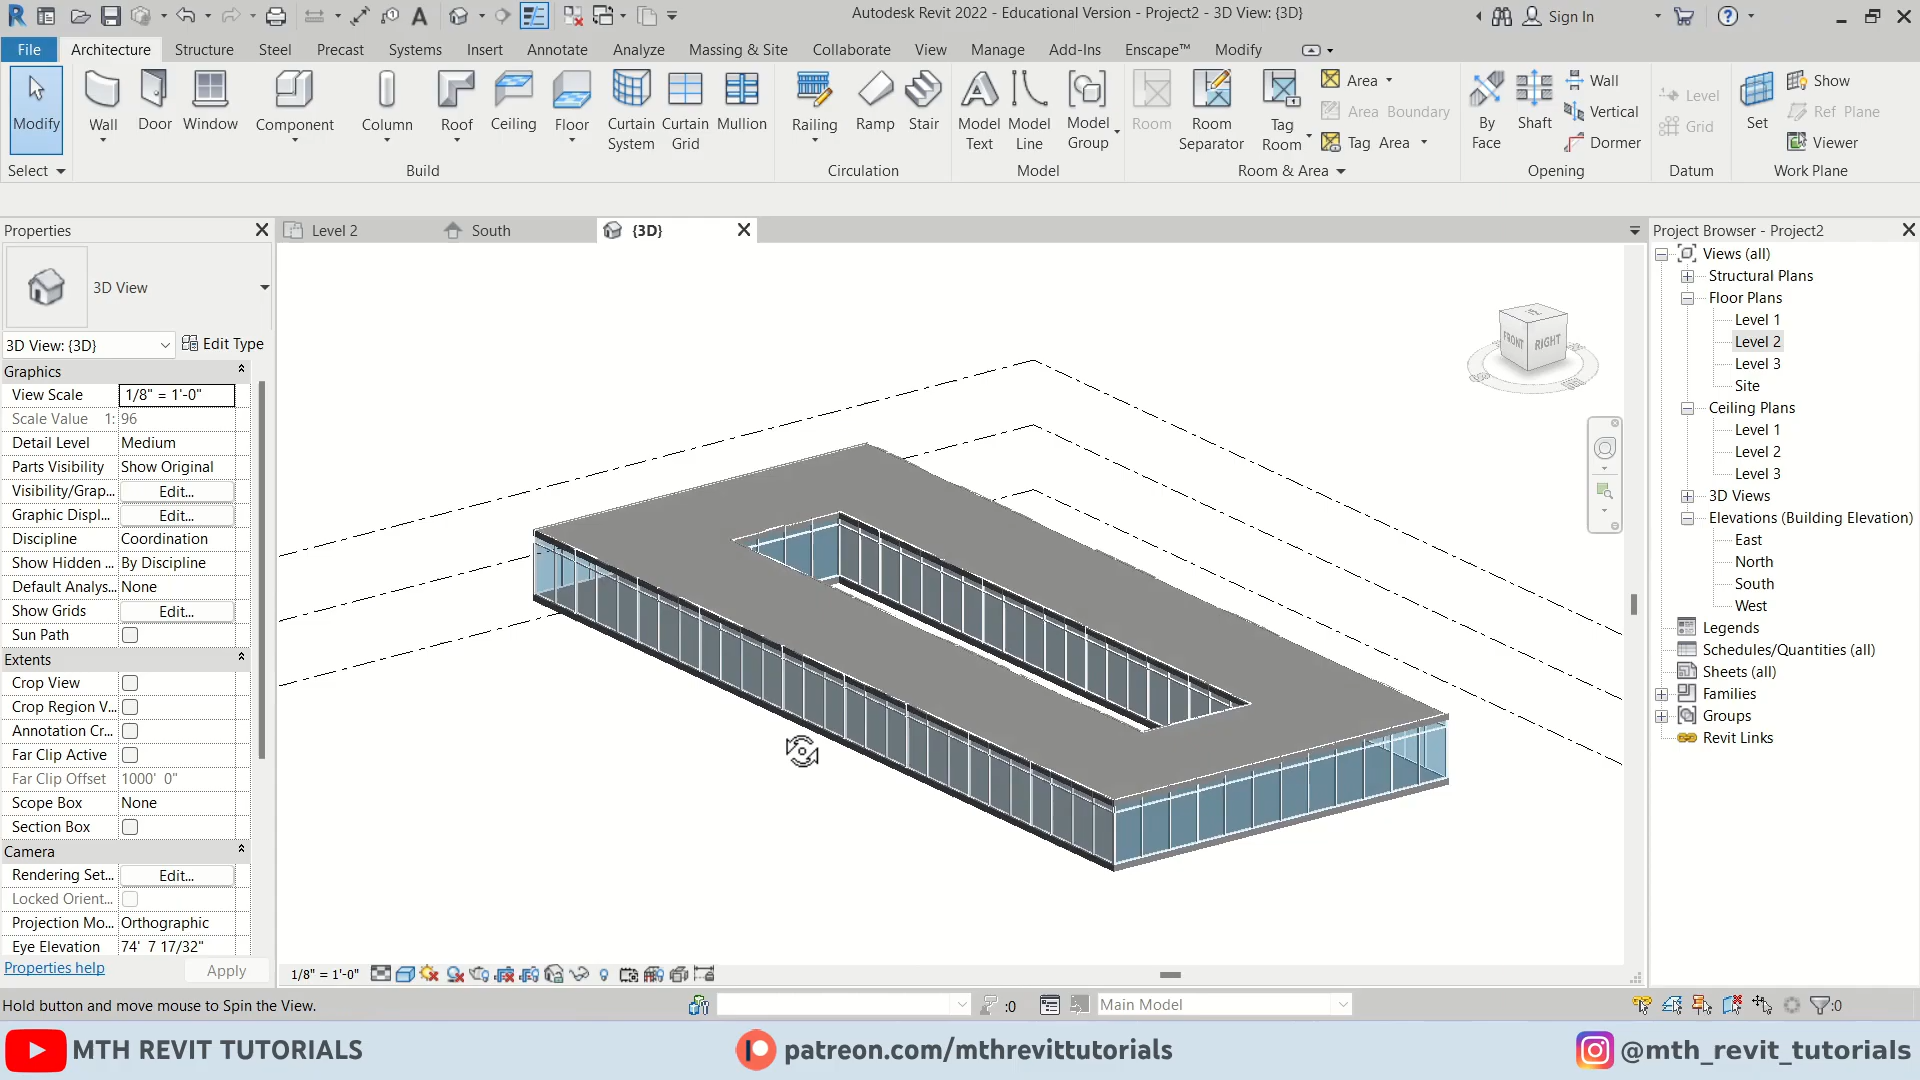 Autodesk Revit 2022 - Educational Version - Project2 - 3D View: {3D}
Sign In
File
Architecture
Structure
Steel
Precast
Systems
Insert
Annotate
Analyze
Massing & Site
Collaborate
View
Manage
Add-Ins
Enscape™
Modify
Modify
Wall
Door
Window
Component
Column
Roof
Ceiling
Floor
Curtain System
Curtain Grid
Mullion
Railing
Ramp
Stair
Model Text
Model Line
Model Group
Room
Room Separator
Tag Room
Area
Area Boundary
Tag Area
By Face
Shaft
Wall
Vertical
Dormer
Level
Grid
Set
Show
Ref Plane
Viewer
Select
Build
Circulation
Model
Room & Area
Opening
Datum
Work Plane
Properties
Level 2
South
{3D}
Project Browser - Project2
3D View
3D View: {3D}
Edit Type
Graphics
View Scale 1/8" = 1'-0"
Scale Value 1: 96
Detail Level Medium
Parts Visibility Show Original
Visibility/Grap... Edit...
Graphic Displ... Edit...
Discipline Coordination
Show Hidden ... By Discipline
Default Analys... None
Show Grids Edit...
Sun Path
Extents
Crop View
Crop Region V...
Annotation Cr...
Far Clip Active
Far Clip Offset 1000' 0"
Scope Box None
Section Box
Camera
Rendering Set... Edit...
Locked Orient...
Projection Mo... Orthographic
Eye Elevation 74' 7 17/32"
Properties help
Apply
FRONT
RIGHT
Views (all)
Structural Plans
Floor Plans
Level 1
Level 2
Level 3
Site
Ceiling Plans
Level 1
Level 2
Level 3
3D Views
Elevations (Building Elevation)
East
North
South
West
Legends
Schedules/Quantities (all)
Sheets (all)
Families
Groups
Revit Links
1/8" = 1'-0"
Hold button and move mouse to Spin the View.
:0
Main Model
:0
MTH REVIT TUTORIALS
patreon.com/mthrevittutorials
@mth_revit_tutorials